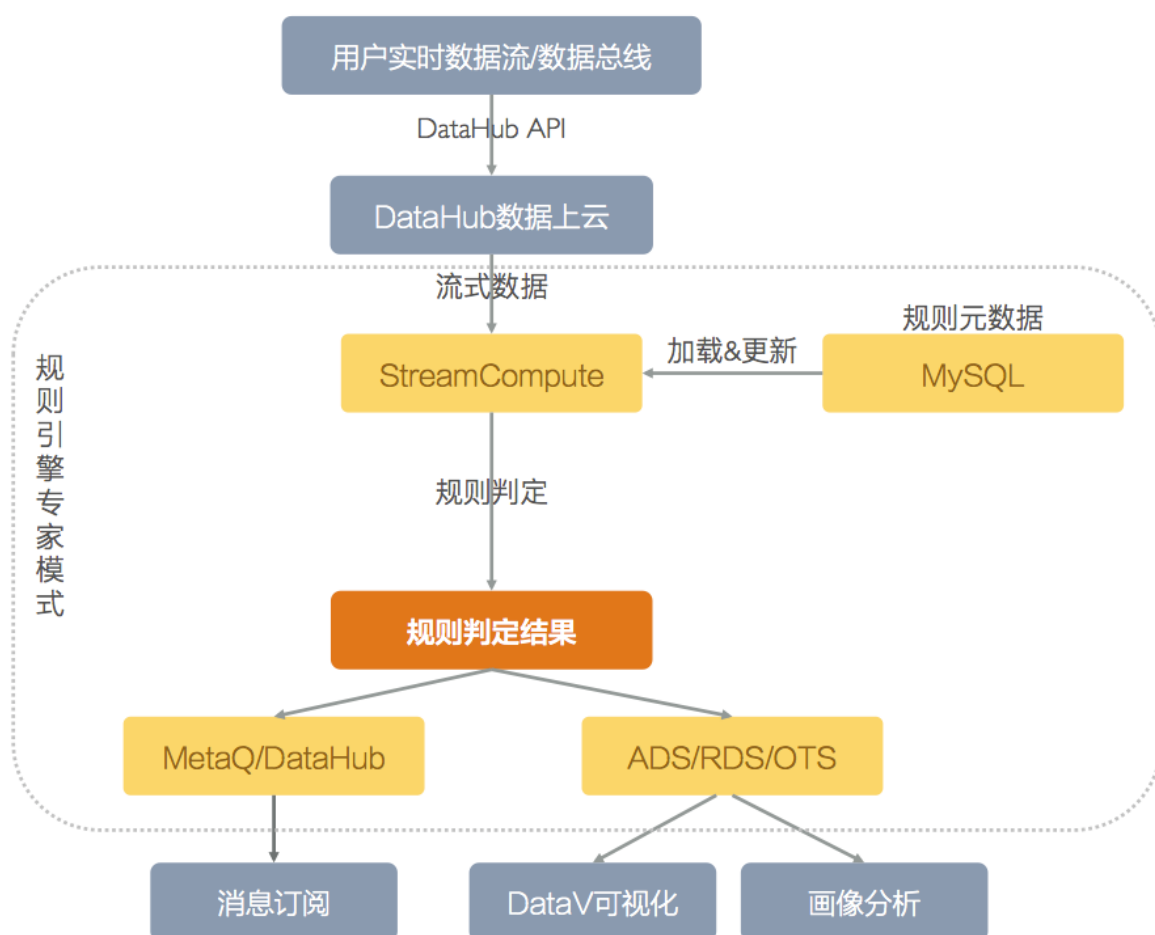 用户实时数据流/数据总线
DataHub API
DataHub数据上云
流式数据
规则元数据
加载&更新
StreamCompute
MySQL
规则引擎专家模式
规则判定
规则判定结果
MetaQ/DataHub
ADS/RDS/OTS
消息订阅
DataV可视化
画像分析